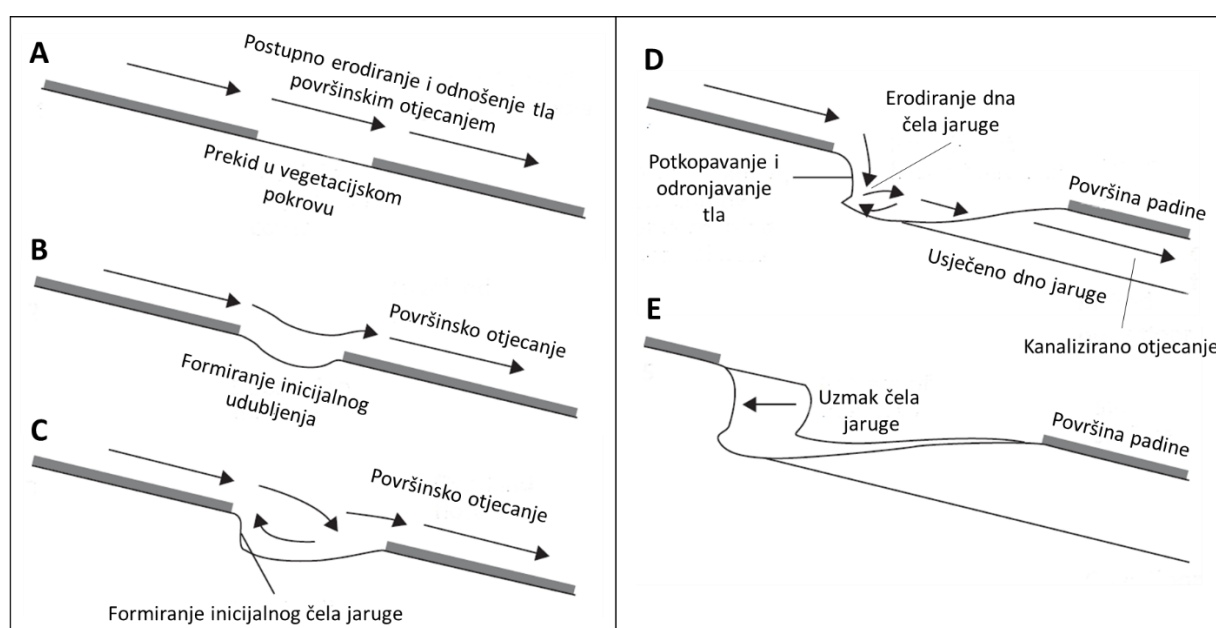 A
Postupno erodiranje i odnošenje tla
površinskim otjecanjem
Prekid u vegetacijskom
pokrovu
B
Površinsko otjecanje
Formiranje inicijalnog
udubljenja
C
Površinsko otjecanje
Formiranje inicijalnog čela jaruge
D
Erodiranje dna
čela jaruge
Potkopavanje i
odronjavanje
tla
Površina padine
Usječeno dno jaruge
Kanalizirano otjecanje
E
Uzmak čela
jaruge
Površina padine